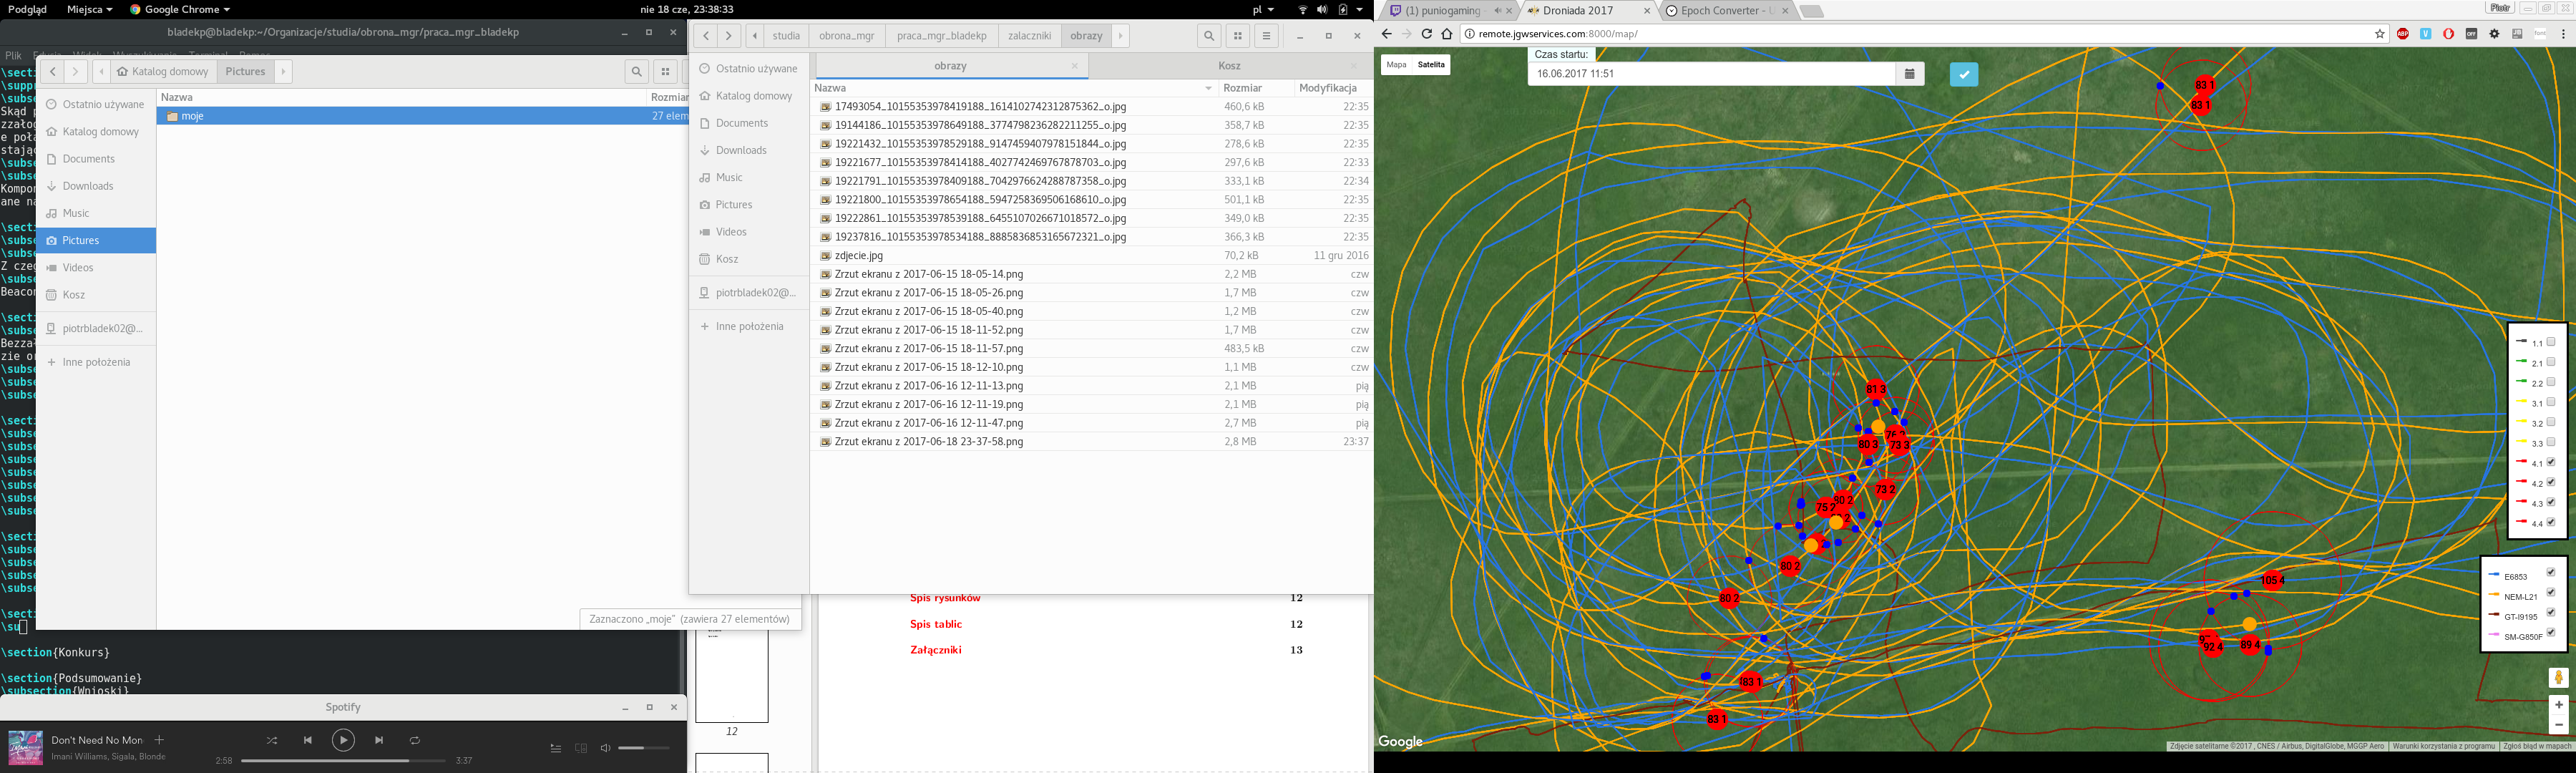 Podgląd
Miejsca
Google Chrome
nie 18 cze, 23:38:33
pl
bladekp@bladekp:~/Organizacje/studia/obrona_mgr/praca_mgr_bladekp
Plik Edycja Widok Wyszukiwanie Terminal Pomoc
Katalog domowy
Pictures
Ostatnio używane
Katalog domowy
Documents
Downloads
Music
Pictures
Videos
Kosz
piotrbladek02@...
Inne położenia
Nazwa
Rozmiar
moje
27 elem
Zaznaczono „moje” (zawiera 27 elementów)
\section{Konkurs}
\section{Podsumowanie}
\subsection{Wnioski}
Spotify
Don't Need No Mon
Imani Williams, Sigala, Blonde
2:58
3:37
studia
obrona_mgr
praca_mgr_bladekp
zalaczniki
obrazy
Ostatnio używane
Katalog domowy
Documents
Downloads
Music
Pictures
Videos
Kosz
piotrbladek02@...
Inne położenia
obrazy
Kosz
Nazwa Rozmiar Modyfikacja
17493054_10155353978419188_1614102742312875362_o.jpg 460,6 kB 22:35
19144186_10155353978649188_3774798236282211255_o.jpg 358,7 kB 22:35
19221432_10155353978529188_9147459407978151844_o.jpg 278,6 kB 22:35
19221677_10155353978414188_4027742469767878703_o.jpg 297,6 kB 22:33
19221791_10155353978409188_7042976624288787358_o.jpg 333,1 kB 22:34
19221800_10155353978654188_5947258369506168610_o.jpg 501,1 kB 22:35
19222861_10155353978539188_6455107026671018572_o.jpg 349,0 kB 22:35
19237816_10155353978534188_8885836853165672321_o.jpg 366,3 kB 22:35
zdjecie.jpg 70,2 kB 11 gru 2016
Zrzut ekranu z 2017-06-15 18-05-14.png 2,2 MB czw
Zrzut ekranu z 2017-06-15 18-05-26.png 1,7 MB czw
Zrzut ekranu z 2017-06-15 18-05-40.png 1,2 MB czw
Zrzut ekranu z 2017-06-15 18-11-52.png 1,7 MB czw
Zrzut ekranu z 2017-06-15 18-11-57.png 483,5 kB czw
Zrzut ekranu z 2017-06-15 18-12-10.png 1,1 MB czw
Zrzut ekranu z 2017-06-16 12-11-13.png 2,1 MB pią
Zrzut ekranu z 2017-06-16 12-11-19.png 2,1 MB pią
Zrzut ekranu z 2017-06-16 12-11-47.png 2,7 MB pią
Zrzut ekranu z 2017-06-18 23-37-58.png 2,8 MB 23:37
Spis rysunków 12
Spis tablic 12
Załączniki 13
12
(1) puniogaming -
Droniada 2017
Epoch Converter - U
Piotr
remote.jgwservices.com:8000/map/
Mapa
Satelita
Czas startu:
16.06.2017 11:51
83 1
83 1
81 3
76 2
80 3
73 3
73 2
80 2
75 2
80 2
80 2
83 1
83 1
105 4
92 4
89 4
1.1
2.1
2.2
3.1
3.2
3.3
4.1
4.2
4.3
4.4
E6853
NEM-L21
GT-I9195
SM-G850F
Google
Zdjęcie satelitarne ©2017 , CNES / Airbus, DigitalGlobe, MGGP Aero
Warunki korzystania z programu
Zgłoś błąd w mapach